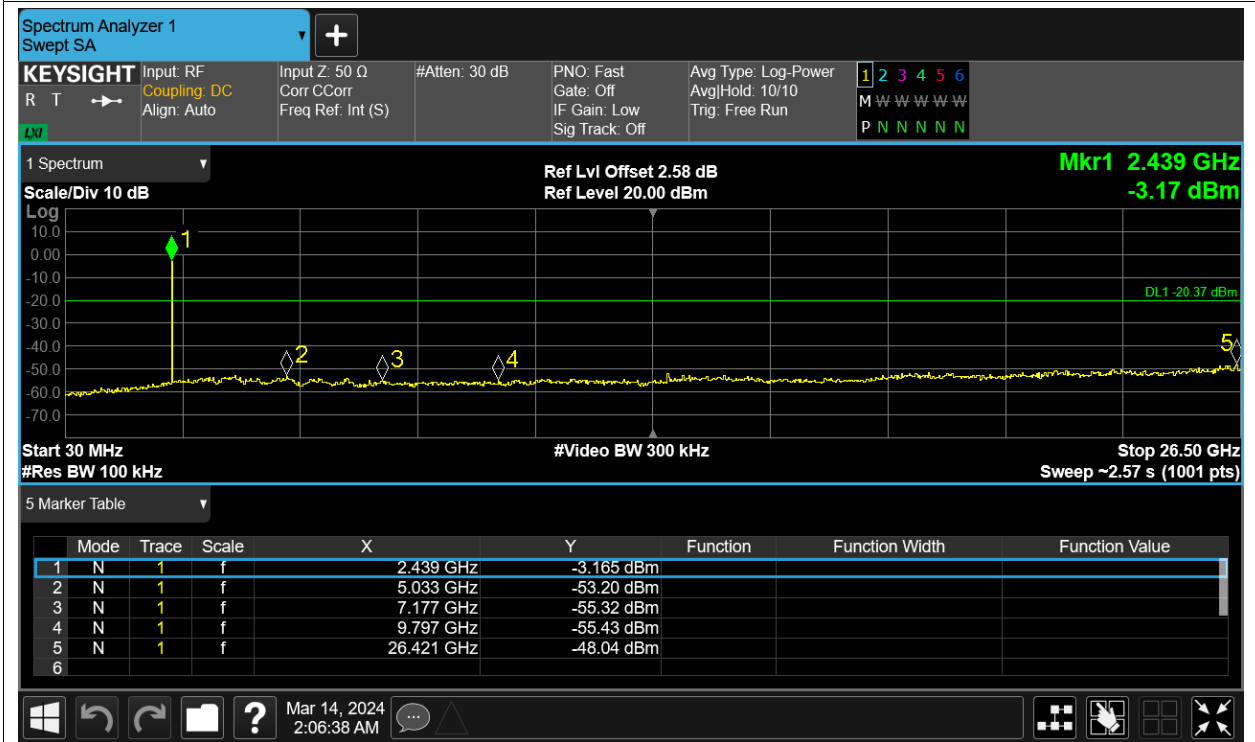 Spectrum Analyzer 1
Swept SA
+
KEYSIGHT
R T
LXI
Input: RF
Coupling: DC
Align: Auto
Input Z: 50 Ω
Corr CCorr
Freq Ref: Int (S)
#Atten: 30 dB
PNO: Fast
Gate: Off
IF Gain: Low
Sig Track: Off
Avg Type: Log-Power
Avg|Hold: 10/10
Trig: Free Run
1 2 3 4 5 6
M W W W W W
P N N N N N
1 Spectrum
Scale/Div 10 dB
Ref Lvl Offset 2.58 dB
Ref Level 20.00 dBm
Mkr1 2.439 GHz
-3.17 dBm
Log
10.0
0.00
-10.0
-20.0
-30.0
-40.0
-50.0
-60.0
-70.0
1
2
3
4
5
DL1 -20.37 dBm
Start 30 MHz
#Video BW 300 kHz
Stop 26.50 GHz
#Res BW 100 kHz
Sweep ~2.57 s (1001 pts)
5 Marker Table
Mode Trace Scale X Y Function Function Width Function Value
1 N 1 f 2.439 GHz -3.165 dBm
2 N 1 f 5.033 GHz -53.20 dBm
3 N 1 f 7.177 GHz -55.32 dBm
4 N 1 f 9.797 GHz -55.43 dBm
5 N 1 f 26.421 GHz -48.04 dBm
6
?
Mar 14, 2024
2:06:38 AM